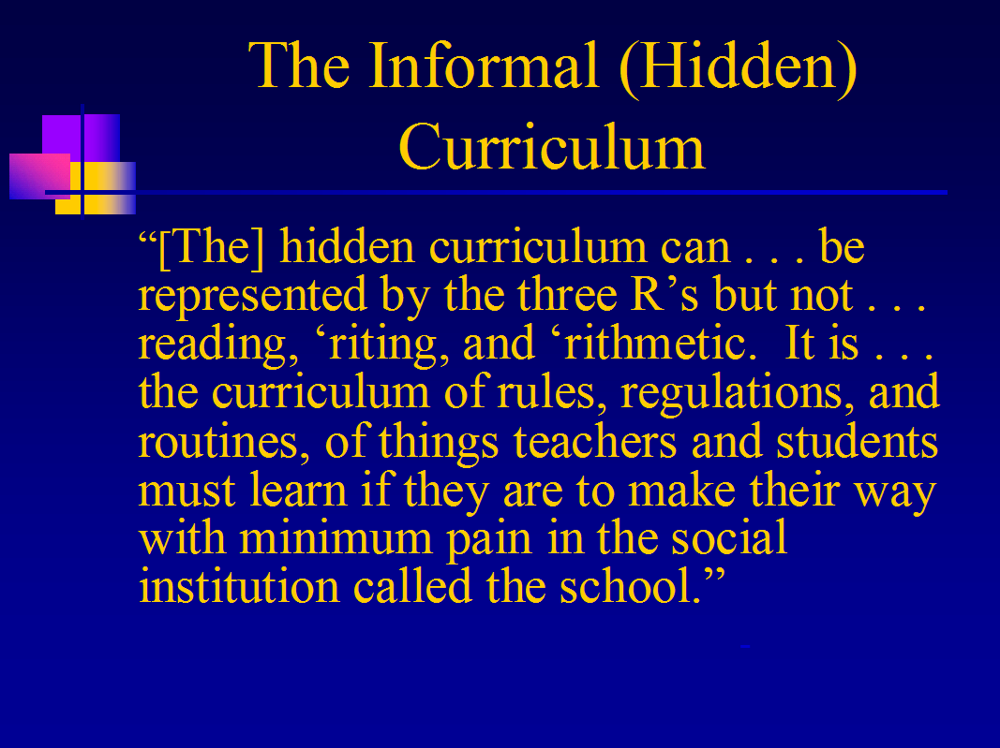 The Informal (Hidden)
Curriculum
“[The] hidden curriculum can . . . be
represented by the three R’s but not . . .
reading, ‘riting, and ‘rithmetic.  It is . . .
the curriculum of rules, regulations, and
routines, of things teachers and students
must learn if they are to make their way
with minimum pain in the social
institution called the school.”